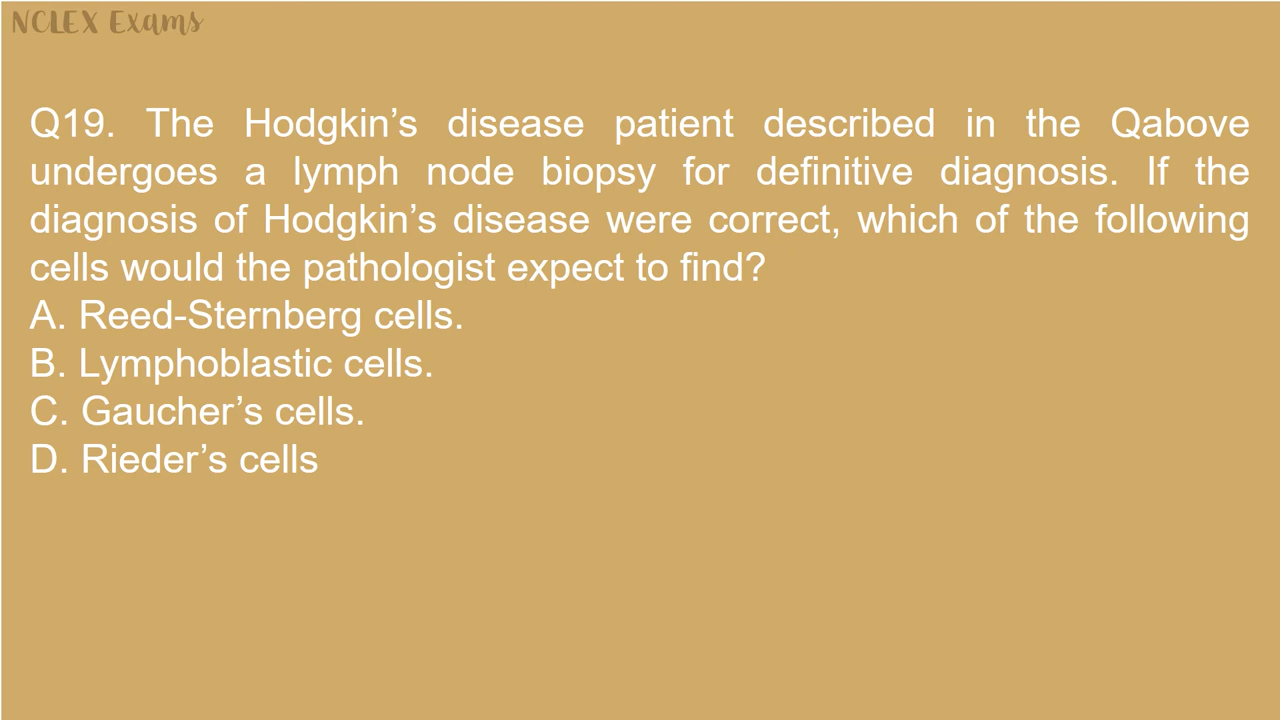 NCLEX Exams
Q19. The Hodgkin’s disease patient described in the Qabove
undergoes a lymph node biopsy for definitive diagnosis. If the
diagnosis of Hodgkin’s disease were correct, which of the following
cells would the pathologist expect to find?
A. Reed-Sternberg cells.
B. Lymphoblastic cells.
C. Gaucher’s cells.
D. Rieder’s cells